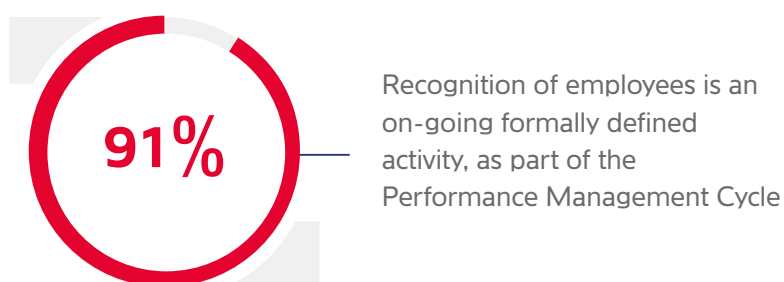 91%
Recognition of employees is an
on-going formally defined
activity, as part of the
Performance Management Cycle